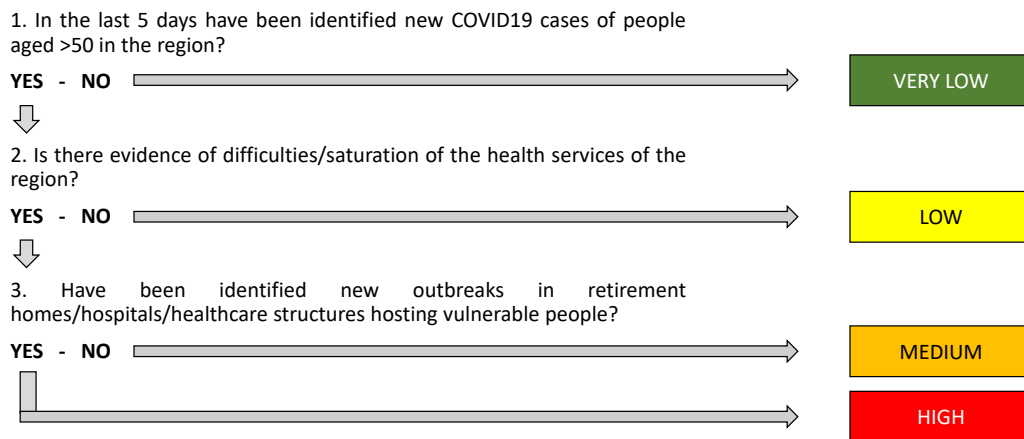 1. In the last 5 days have been identified new COVID19 cases of people
aged >50 in the region?
YES - NO
VERY LOW
2. Is there evidence of difficulties/saturation of the health services of the
region?
YES - NO
LOW
3. Have been identified new outbreaks in retirement
homes/hospitals/healthcare structures hosting vulnerable people?
YES - NO
MEDIUM
HIGH